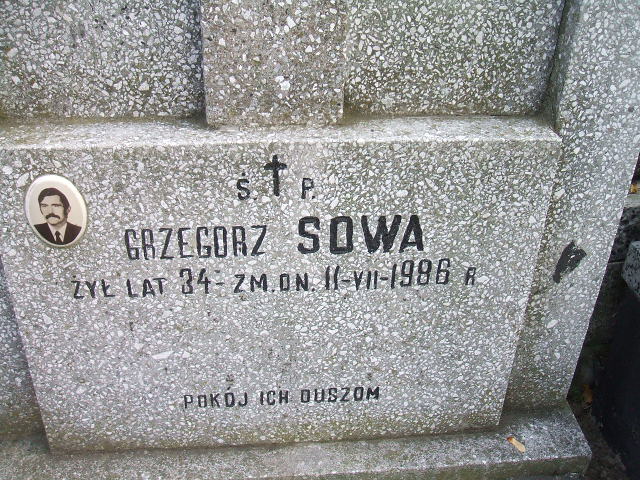 Ś. † P.
GRZEGORZ SOWA
ŻYŁ LAT 34 - ZM. DN. 11-VII-1986 R
POKÓJ ICH DUSZOM